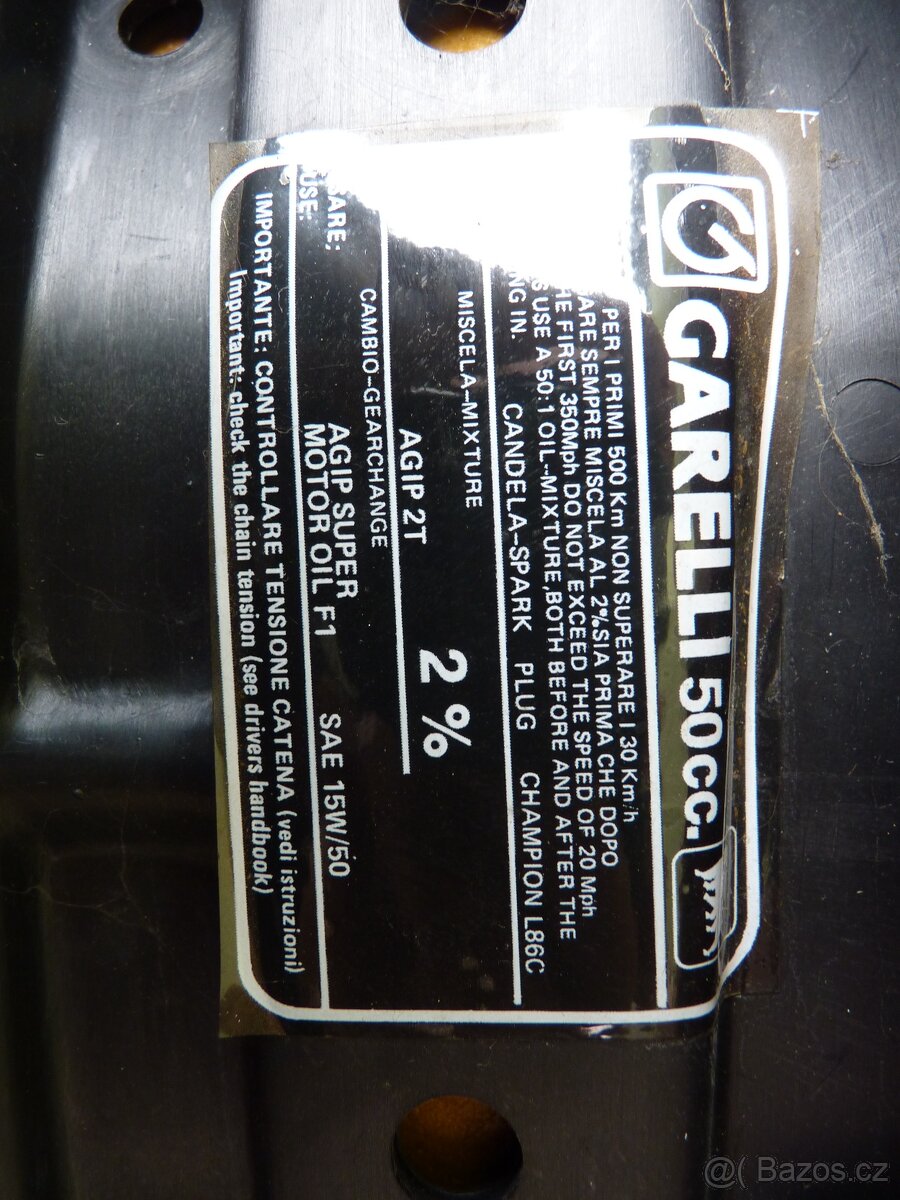 GARELLI 50cc.
PER I PRIMI 500 Km NON SUPERARE I 30 Km/h
ARE SEMPRE MISCELA AL 2% SIA PRIMA CHE DOPO
HE FIRST 350Mph DO NOT EXCEED THE SPEED OF 20 Mph
S USE A 50:1 OIL-MIXTURE, BOTH BEFORE AND AFTER THE
NG IN.
CANDELA-SPARK PLUG CHAMPION L86C
MISCELA-MIXTURE
AGIP 2T 2%
CAMBIO-GEARCHANGE
ARE;
USE:
AGIP SUPER
MOTOR OIL F1 SAE 15W/50
IMPORTANTE: CONTROLLARE TENSIONE CATENA (vedi istruzioni)
Important: check the chain tension (see drivers handbook)
@( Bazos.cz